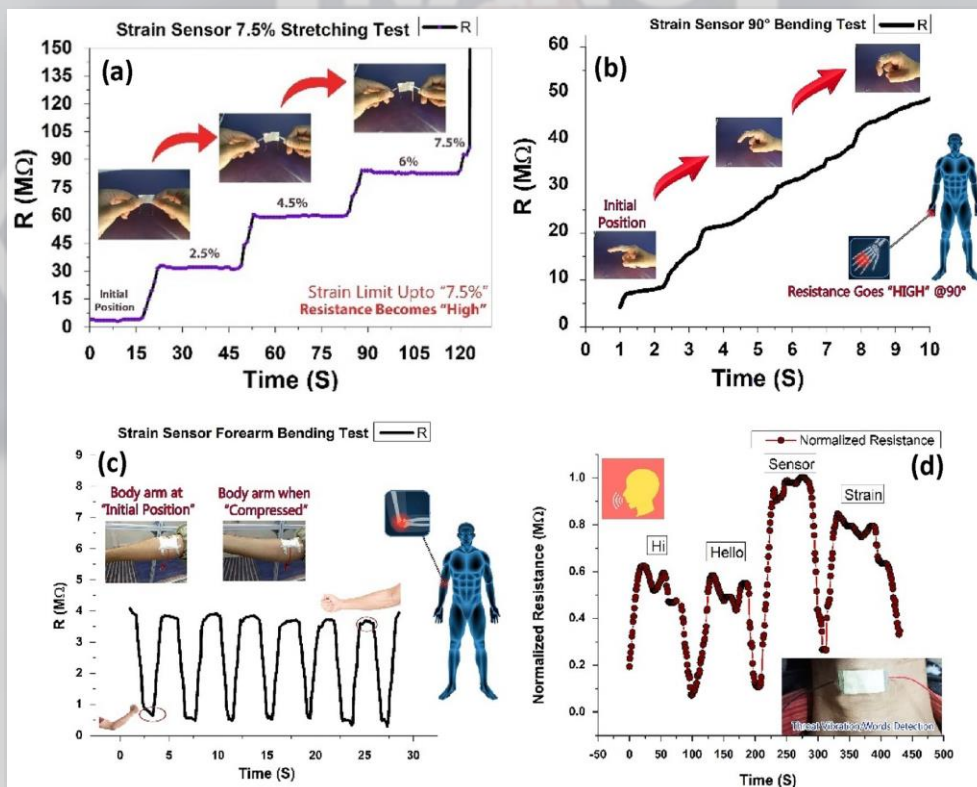 Strain Sensor 7.5% Stretching Test
R
(a)
150
135
120
105
90
75
60
45
30
15
0
R (MΩ)
Initial
Position
2.5%
4.5%
6%
7.5%
Strain Limit Upto "7.5%"
Resistance Becomes "High"
0 15 30 45 60 75 90 105 120
Time (S)
Strain Sensor 90° Bending Test
R
(b)
60
50
40
30
20
10
0
R (MΩ)
Initial
Position
Resistance Goes "HIGH" @90°
0 1 2 3 4 5 6 7 8 9 10
Time (S)
Strain Sensor Forearm Bending Test
R
(c)
9
8
7
6
5
4
3
2
1
0
R (MΩ)
Body arm at
"Initial Position"
Body arm when
"Compressed"
0 5 10 15 20 25 30
Time (S)
Normalized Resistance
(d)
1.0
0.8
0.6
0.4
0.2
0.0
Normalized Resistance (MΩ)
Hi
Hello
Sensor
Strain
Throat Vibration/Words Detection
-50 0 50 100 150 200 250 300 350 400 450 500
Time (S)